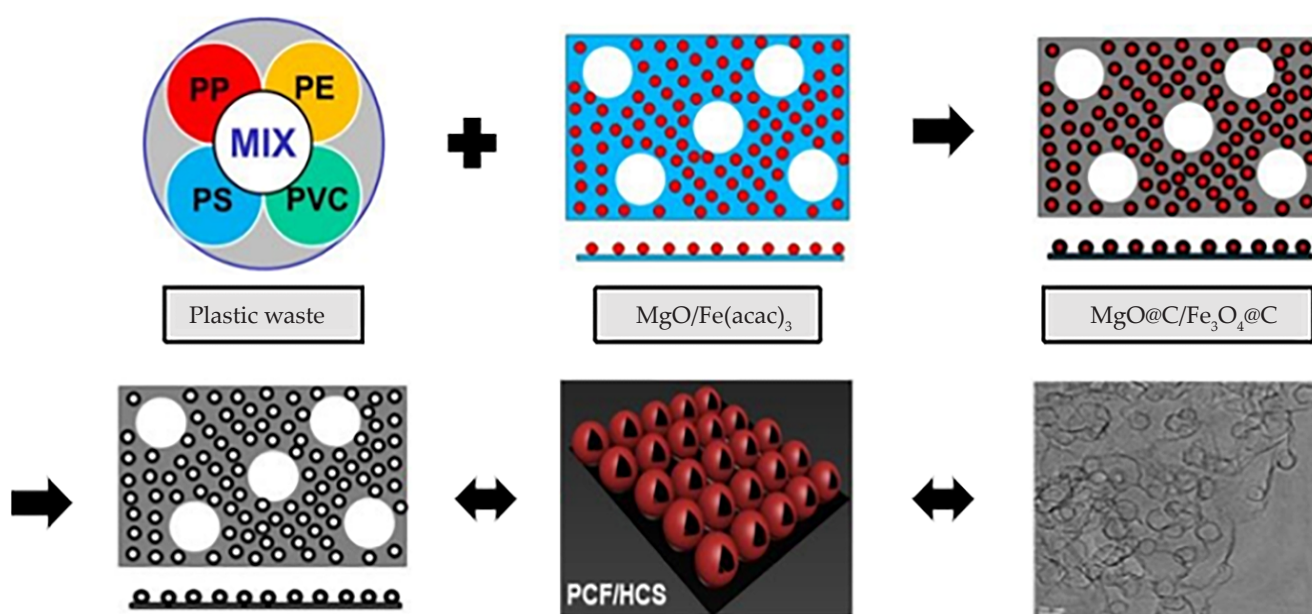 PP
PE
MIX
PS
PVC
Plastic waste
MgO/Fe(acac)₃
MgO@C/Fe₃O₄@C
PCF/HCS